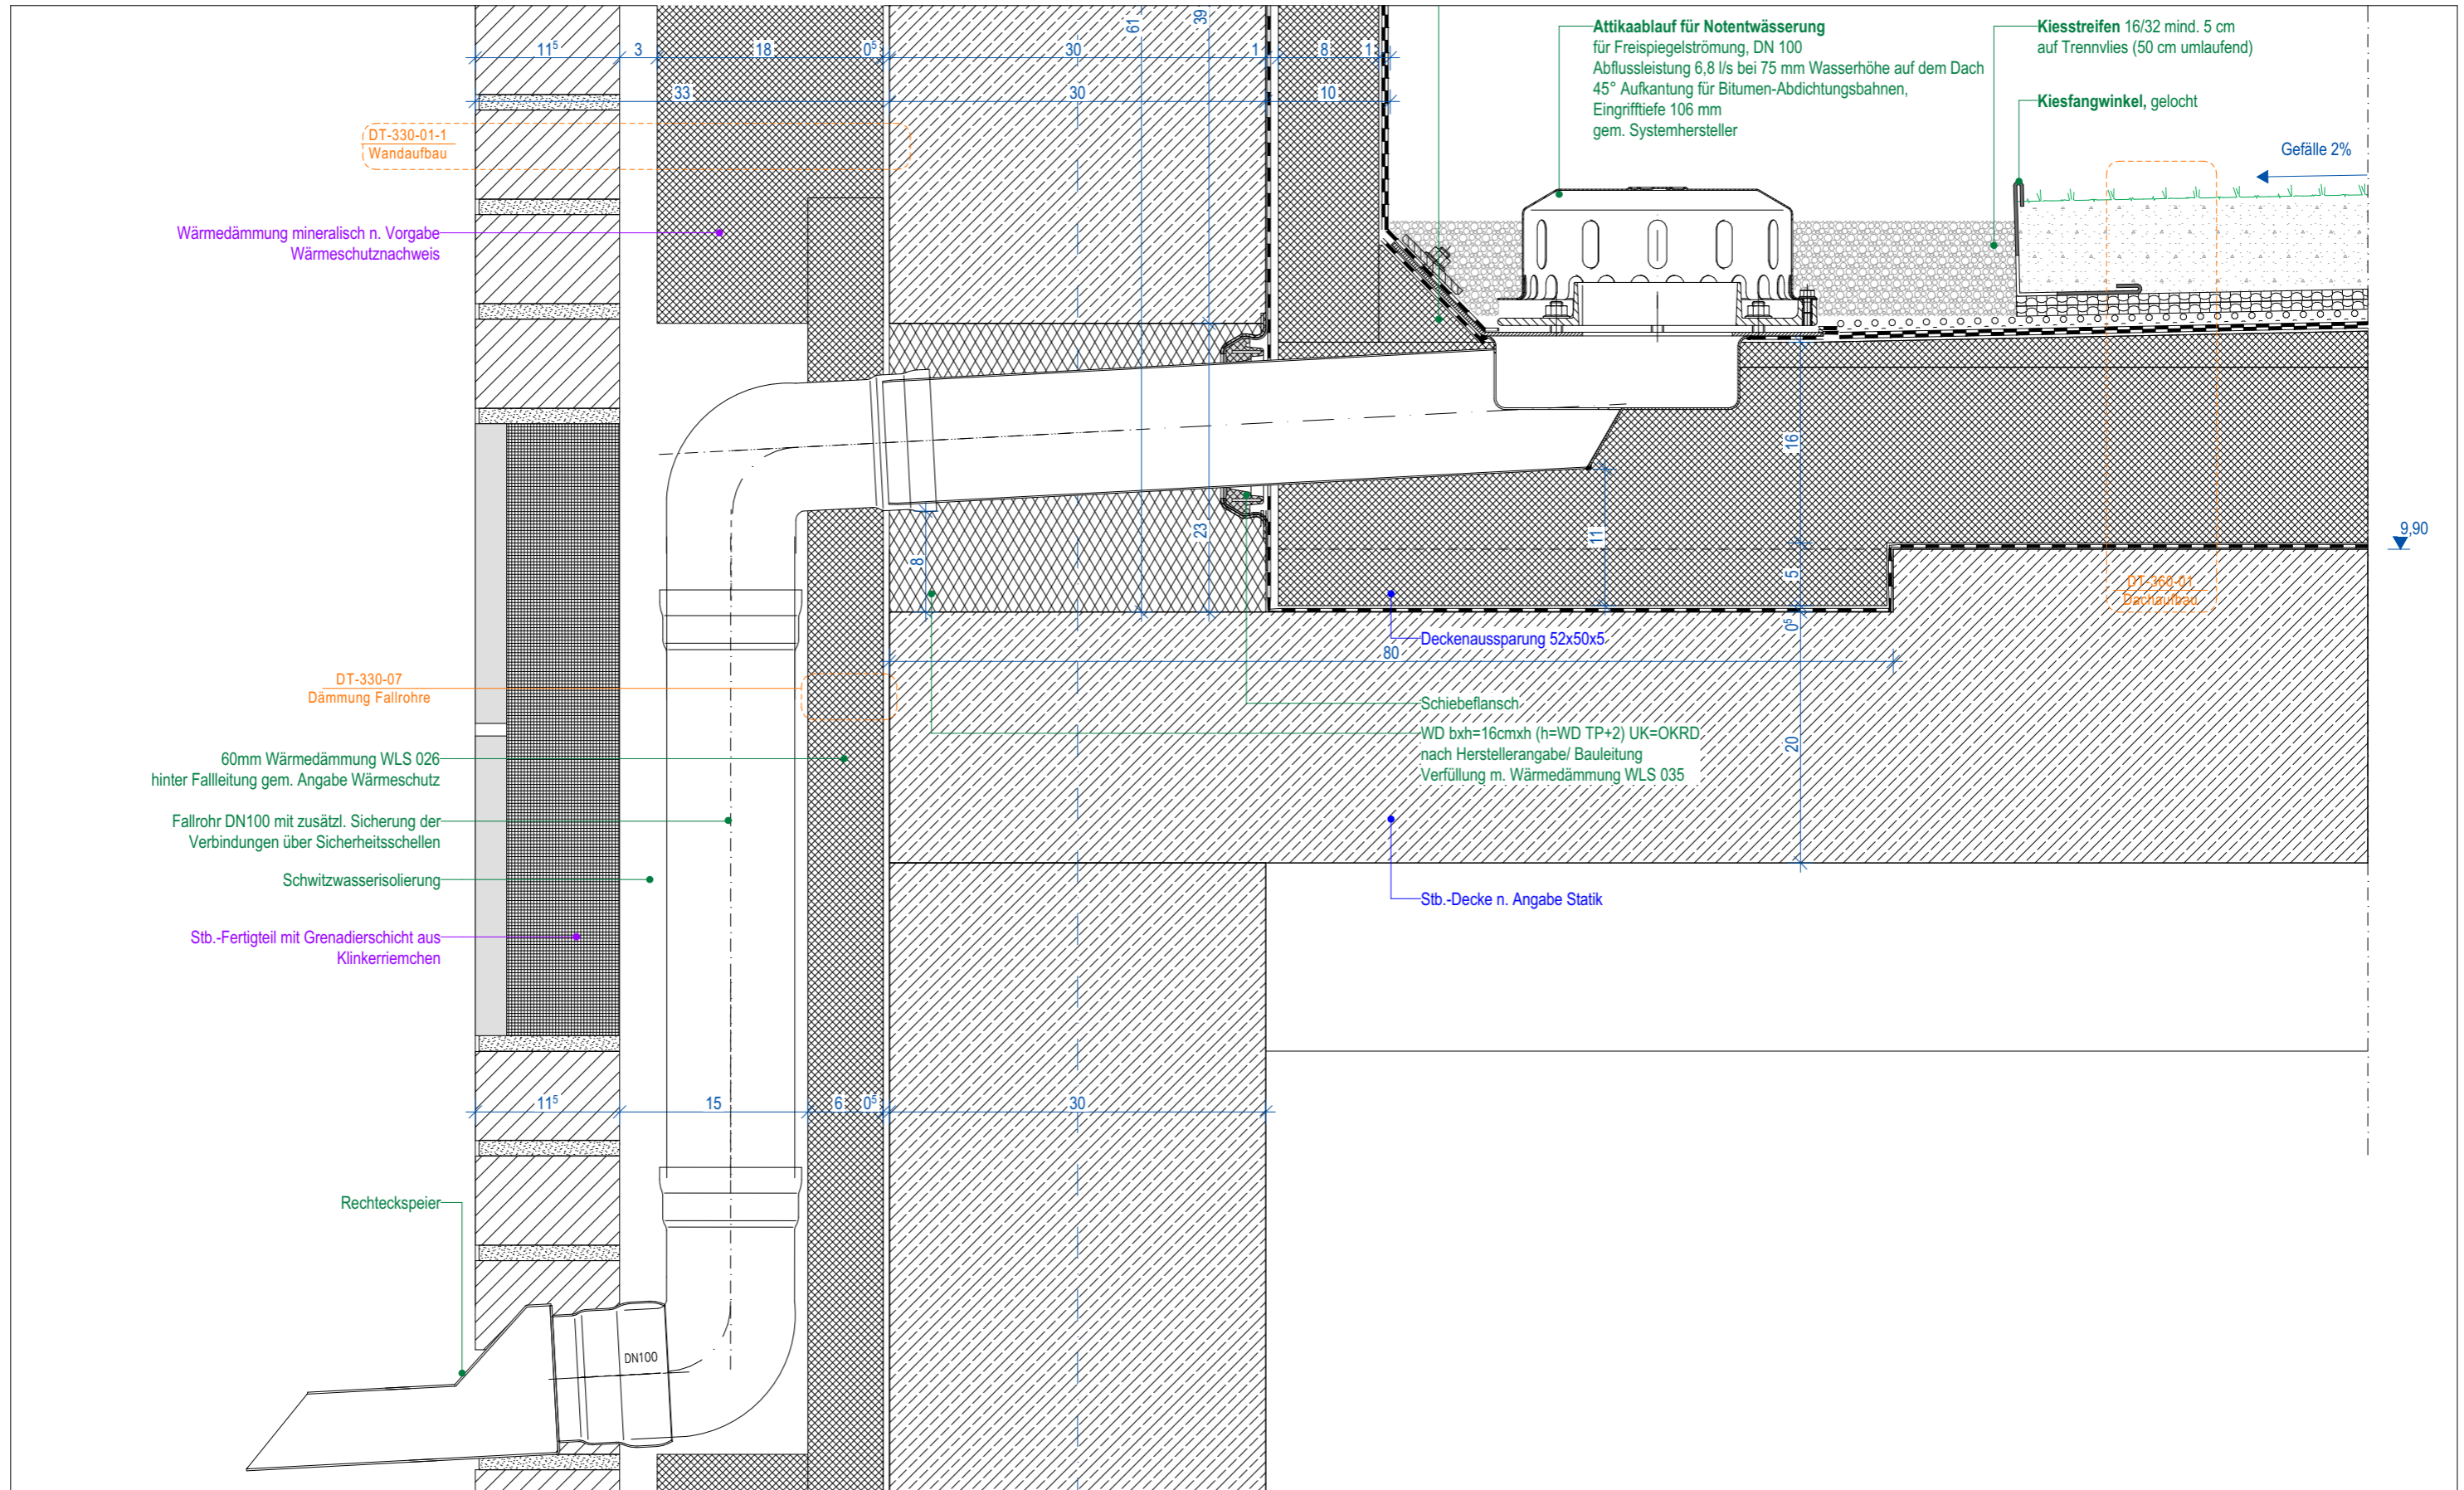 Attikaablauf für Notentwässerung
für Freispiegelströmung, DN 100
Abflussleistung 6,8 l/s bei 75 mm Wasserhöhe auf dem Dach
45° Aufkantung für Bitumen-Abdichtungsbahnen,
Eingrifftiefe 106 mm
gem. Systemhersteller
Kiesstreifen 16/32 mind. 5 cm
auf Trennvlies (50 cm umlaufend)
Kiesfangwinkel, gelocht
Gefälle 2%
11⁵ 3 18 0⁵ 30 1 8 1
33 30 10
61
39
DT-330-01-1
Wandaufbau
Wärmedämmung mineralisch n. Vorgabe
Wärmeschutznachweis
16
23
11
8
5
0⁵
9,90
DT-360-01
Dachaufbau
Deckenaussparung 52x50x5
80
DT-330-07
Dämmung Fallrohre
Schiebeflansch
WD bxh=16cmxh (h=WD TP+2) UK=OKRD
nach Herstellerangabe/ Bauleitung
Verfüllung m. Wärmedämmung WLS 035
20
60mm Wärmedämmung WLS 026
hinter Fallleitung gem. Angabe Wärmeschutz
Fallrohr DN100 mit zusätzl. Sicherung der
Verbindungen über Sicherheitsschellen
Schwitzwasserisolierung
Stb.-Decke n. Angabe Statik
Stb.-Fertigteil mit Grenadierschicht aus
Klinkerriemchen
11⁵ 15 6 0⁵ 30
Rechteckspeier
DN100